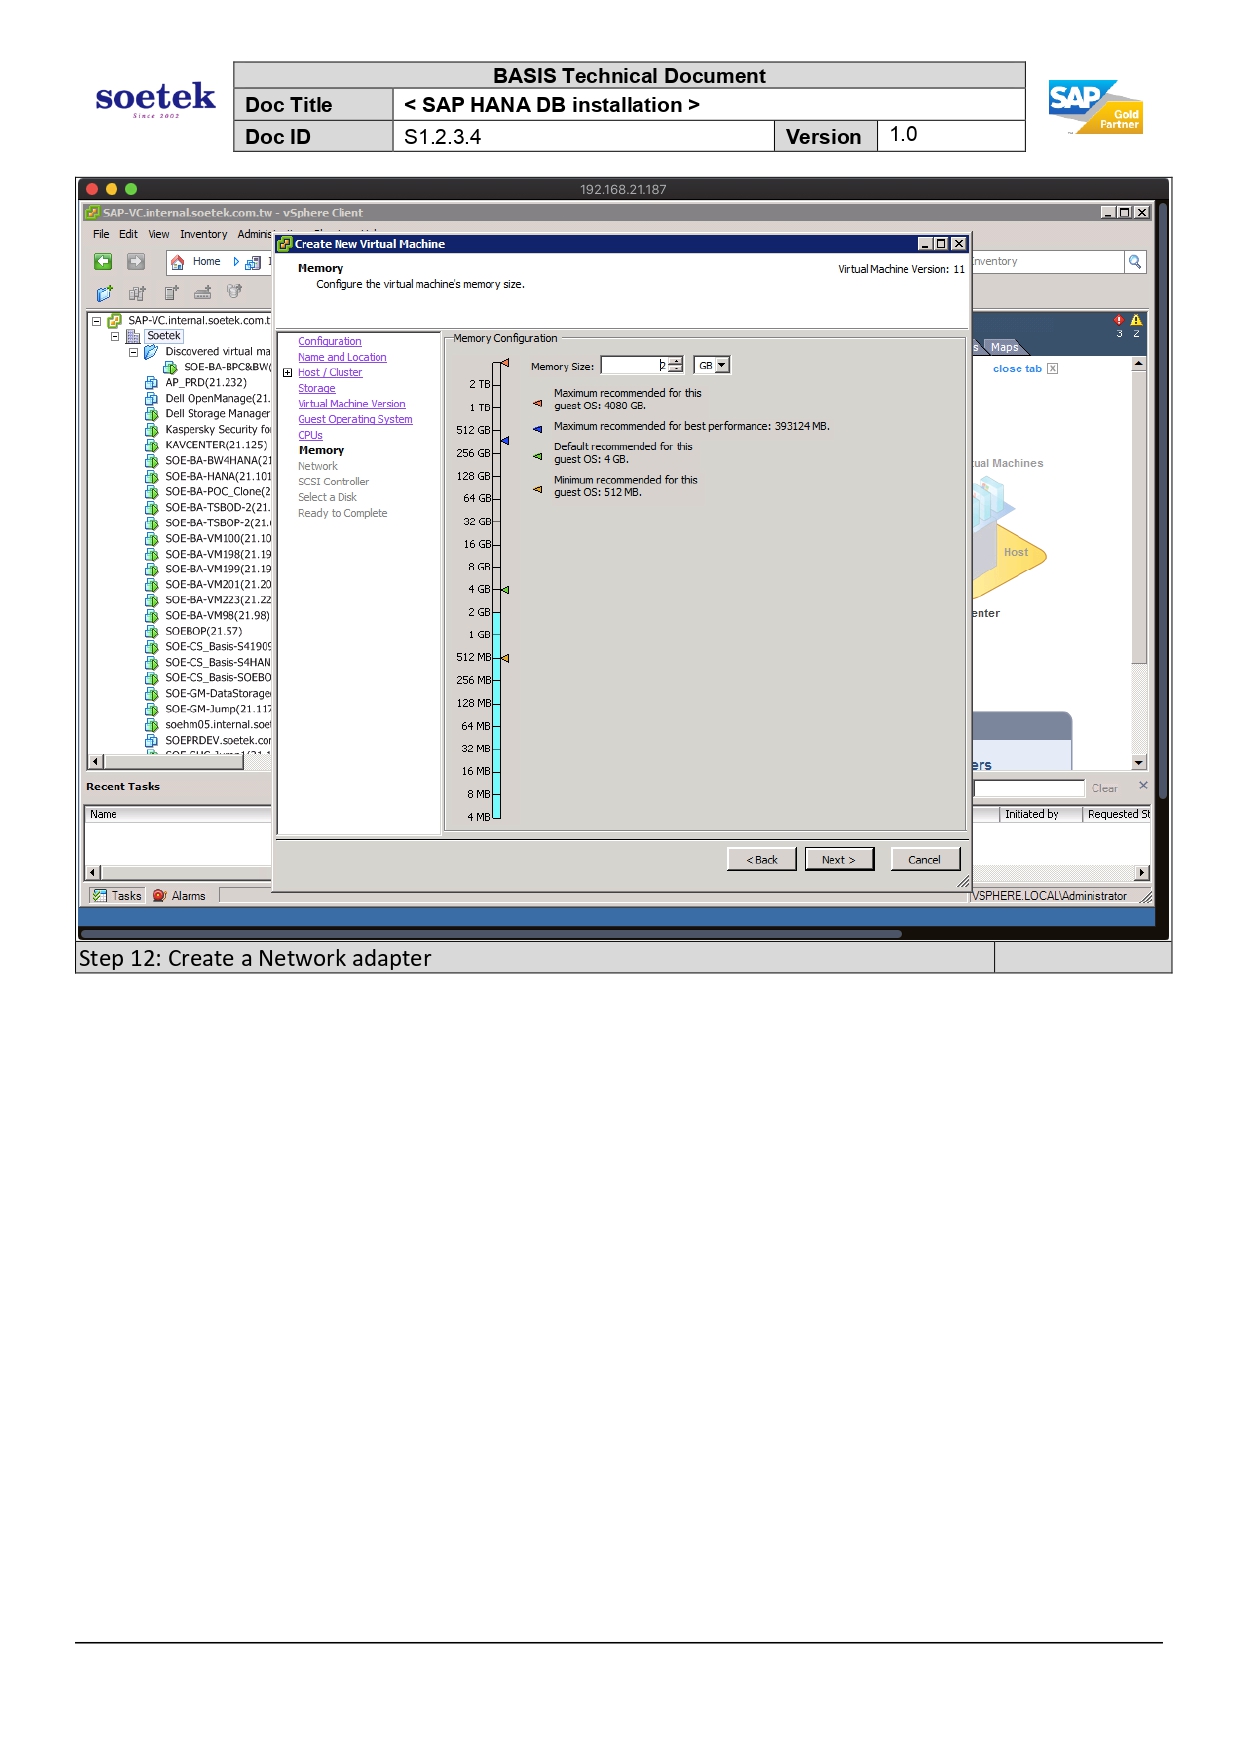 soetek
Since 2002
BASIS Technical Document
Doc Title
< SAP HANA DB installation >
Doc ID
S1.2.3.4
Version
1.0
SAP
Gold
Partner
192.168.21.187
SAP-VC.internal.soetek.com.tw - vSphere Client
File Edit View Inventory Adminis
Home
nventory
Create New Virtual Machine
Memory
Configure the virtual machine's memory size.
Virtual Machine Version: 11
SAP-VC.internal.soetek.com.t
Soetek
Discovered virtual ma
SOE-BA-BPC&BW(
AP_PRD(21.232)
Dell OpenManage(21.
Dell Storage Manager
Kaspersky Security fo
KAVCENTER(21.125)
SOE-BA-BW4HANA(21
SOE-BA-HANA(21.101
SOE-BA-POC_Clone(2
SOE-BA-TSBOD-2(21.
SOE-BA-TSBOP-2(21.
SOE-BA-VM100(21.10
SOE-BA-VM198(21.19
SOE-BA-VM199(21.19
SOE-BA-VM201(21.20
SOE-BA-VM223(21.22
SOE-BA-VM98(21.98)
SOEBOP(21.57)
SOE-CS_Basis-S41909
SOE-CS_Basis-S4HAN
SOE-CS_Basis-SOEBO
SOE-GM-DataStorage
SOE-GM-Jump(21.117
soehm05.internal.soet
SOEPRDEV.soetek.cor
Configuration
Name and Location
Host / Cluster
Storage
Virtual Machine Version
Guest Operating System
CPUs
Memory
Network
SCSI Controller
Select a Disk
Ready to Complete
Memory Configuration
Memory Size: 2 GB
2 TB
1 TB
512 GB
256 GB
128 GB
64 GB
32 GB
16 GB
8 GB
4 GB
2 GB
1 GB
512 MB
256 MB
128 MB
64 MB
32 MB
16 MB
8 MB
4 MB
Maximum recommended for this
guest OS: 4080 GB.
Maximum recommended for best performance: 393124 MB.
Default recommended for this
guest OS: 4 GB.
Minimum recommended for this
guest OS: 512 MB.
3 2
s Maps
close tab
tual Machines
Host
enter
ers
< Back
Next >
Cancel
Recent Tasks
Clear
Name
Initiated by
Requested St
Tasks
Alarms
VSPHERE.LOCAL\Administrator
Step 12: Create a Network adapter